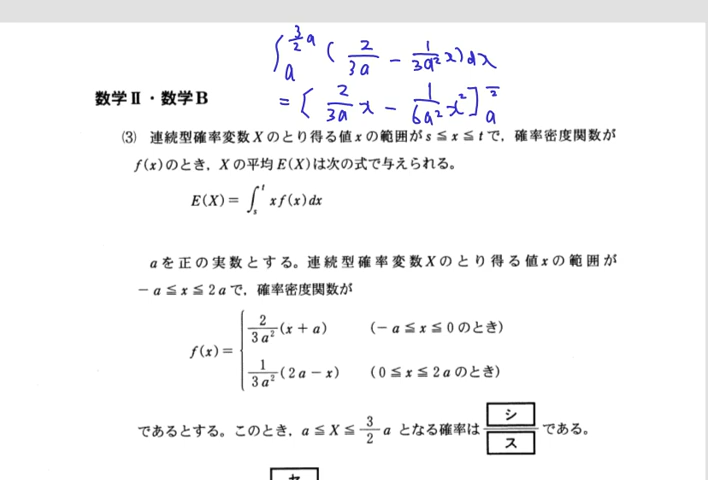 ∫_a^{3/2 a} ( 2/3a − 1/3a² x ) dx
= [ 2/3a x − 1/6a² x² ]_a
数学Ⅱ・数学B
(3) 連続型確率変数Xのとり得る値xの範囲がs≦x≦tで,確率密度関数が
f(x)のとき,Xの平均E(X)は次の式で与えられる。
E(X)=∫_s^t xf(x)dx
aを正の実数とする。連続型確率変数Xのとり得る値xの範囲が
−a≦x≦2aで,確率密度関数が
f(x)= { 2/3a² (x+a) (−a≦x≦0のとき)
1/3a² (2a−x) (0≦x≦2aのとき)
であるとする。このとき,a≦X≦3/2 aとなる確率は シ/ス である。